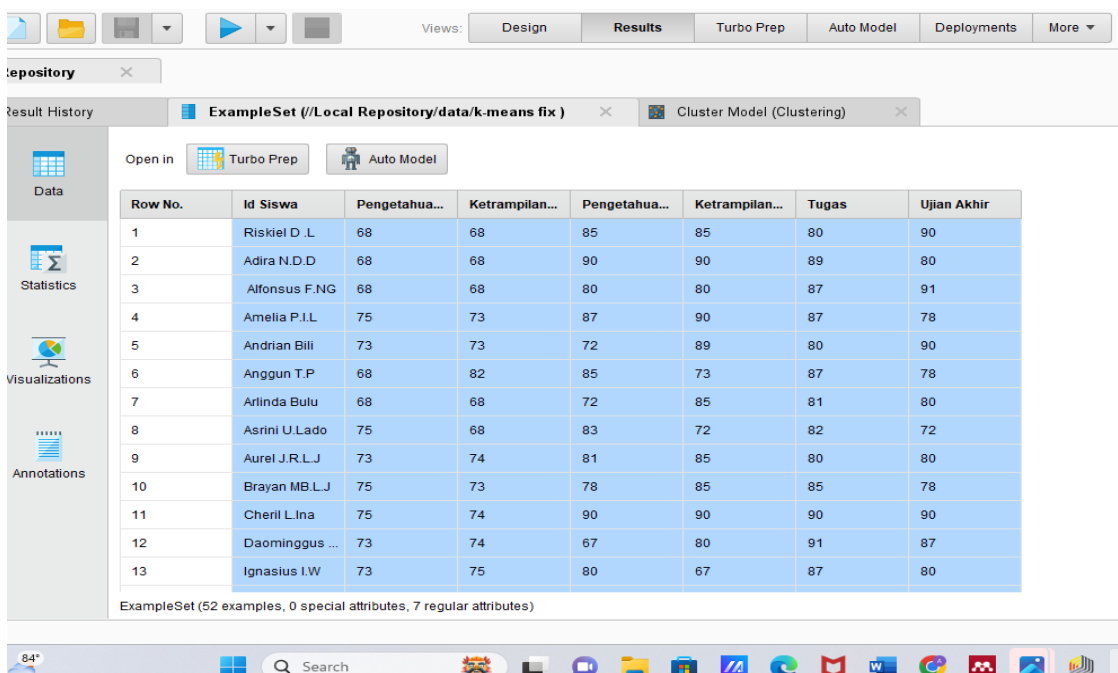 Views: Design Results Turbo Prep Auto Model Deployments More
Repository
Result History ExampleSet (//Local Repository/data/k-means fix ) Cluster Model (Clustering)
Open in Turbo Prep Auto Model
Data
Statistics
Visualizations
Annotations
Row No. Id Siswa Pengetahua... Ketrampilan... Pengetahua... Ketrampilan... Tugas Ujian Akhir
1 Riskiel D .L 68 68 85 85 80 90
2 Adira N.D.D 68 68 90 90 89 80
3 Alfonsus F.NG 68 68 80 80 87 91
4 Amelia P.I.L 75 73 87 90 87 78
5 Andrian Bili 73 73 72 89 80 90
6 Anggun T.P 68 82 85 73 87 78
7 Arlinda Bulu 68 68 72 85 81 80
8 Asrini U.Lado 75 68 83 72 82 72
9 Aurel J.R.L.J 73 74 81 85 80 80
10 Brayan MB.L.J 75 73 78 85 85 78
11 Cheril L.Ina 75 74 90 90 90 90
12 Daominggus ... 73 74 67 80 91 87
13 Ignasius I.W 73 75 80 67 87 80
ExampleSet (52 examples, 0 special attributes, 7 regular attributes)
84° Search